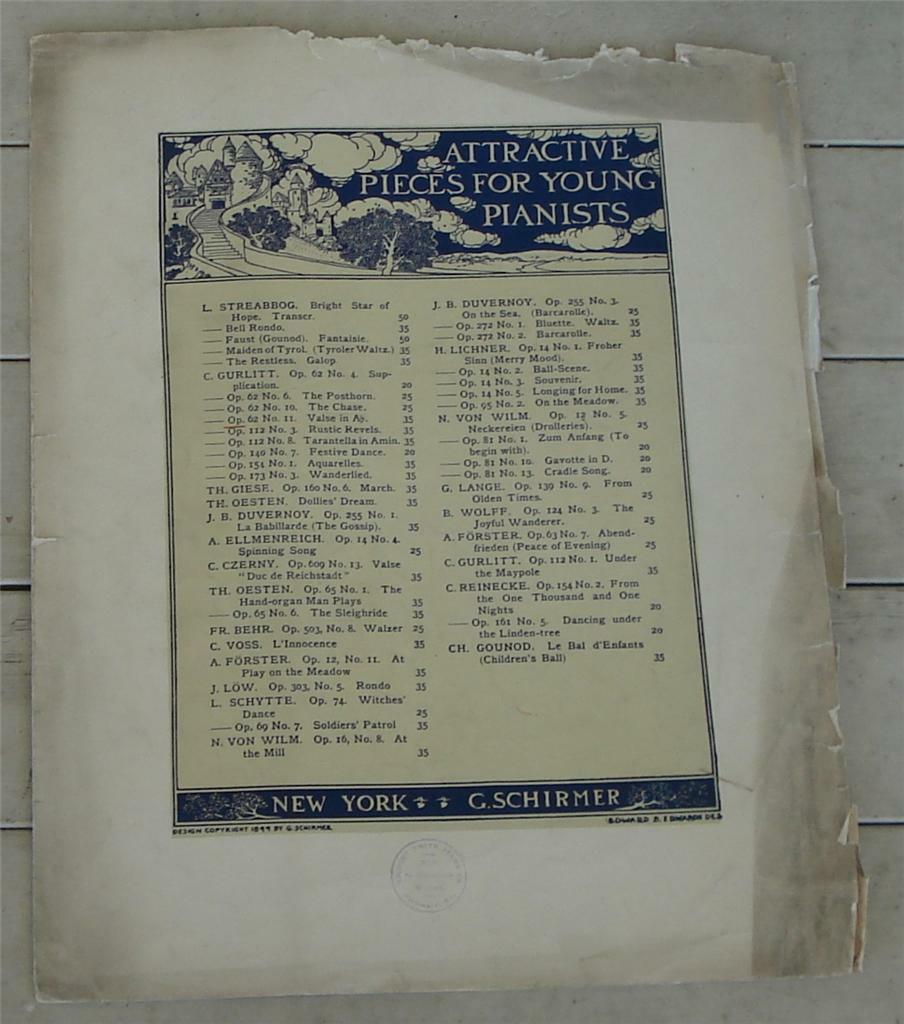 ATTRACTIVE
PIECES FOR YOUNG
PIANISTS
L. STREABBOG. Bright Star of
Hope. Transcr. 50
—— Bell Rondo. 35
—— Faust (Gounod). Fantaisie. 50
—— Maiden of Tyrol. (Tyroler Waltz.) 35
—— The Restless. Galop 35
C. GURLITT. Op. 62 No. 4. Sup-
plication. 20
—— Op. 62 No. 6. The Posthorn. 25
—— Op. 62 No. 10. The Chase. 25
—— Op. 62 No. 11. Valse in A♭. 35
—— Op. 112 No. 3. Rustic Revels. 35
—— Op. 112 No. 8. Tarantella in Amin. 35
—— Op. 140 No. 7. Festive Dance. 20
—— Op. 154 No. 1. Aquarelles. 35
—— Op. 173 No. 3. Wanderlied. 35
TH. GIESE. Op. 160 No. 6. March. 35
TH. OESTEN. Dollies' Dream. 35
J. B. DUVERNOY. Op. 255 No. 1.
La Babillarde (The Gossip). 35
A. ELLMENREICH. Op. 14 No. 4.
Spinning Song 25
C. CZERNY. Op. 609 No. 13. Valse
"Duc de Reichstadt" 35
TH. OESTEN. Op. 65 No. 1. The
Hand-organ Man Plays 35
—— Op. 65 No. 6. The Sleighride 35
FR. BEHR. Op. 503, No. 8. Walzer 25
C. VOSS. L'Innocence 35
A. FÖRSTER. Op. 12, No. 11. At
Play on the Meadow 35
J. LÖW. Op. 303, No. 5. Rondo 35
L. SCHYTTE. Op. 74. Witches'
Dance 25
—— Op. 69 No. 7. Soldiers' Patrol 35
N. VON WILM. Op. 16, No. 8. At
the Mill 35
J. B. DUVERNOY. Op. 255 No. 3.
On the Sea. (Barcarolle). 25
—— Op. 272 No. 1. Bluette. Waltz. 35
—— Op. 272 No. 2. Barcarolle. 35
H. LICHNER. Op. 14 No. 1. Froher
Sinn (Merry Mood). 35
—— Op. 14 No. 2. Ball-Scene. 35
—— Op. 14 No. 3. Souvenir. 35
—— Op. 14 No. 5. Longing for Home. 35
—— Op. 95 No. 2. On the Meadow. 35
N. VON WILM. Op. 12 No. 5.
Neckereien (Drolleries). 25
—— Op. 81 No. 1. Zum Anfang (To
begin with). 20
—— Op. 81 No. 10. Gavotte in D. 20
—— Op. 81 No. 13. Cradle Song. 20
G. LANGE. Op. 139 No. 9. From
Olden Times. 25
B. WOLFF. Op. 124 No. 3. The
Joyful Wanderer. 25
A. FÖRSTER. Op. 63 No. 7. Abend-
frieden (Peace of Evening) 25
C. GURLITT. Op. 112 No. 1. Under
the Maypole 35
C. REINECKE. Op. 154 No. 2. From
the One Thousand and One
Nights 20
—— Op. 161 No. 5. Dancing under
the Linden-tree 20
CH. GOUNOD. Le Bal d'Enfants
(Children's Ball) 35
NEW YORK G. SCHIRMER
DESIGN COPYRIGHT 1899 BY G. SCHIRMER
EDWARD B. EDWARDS DES